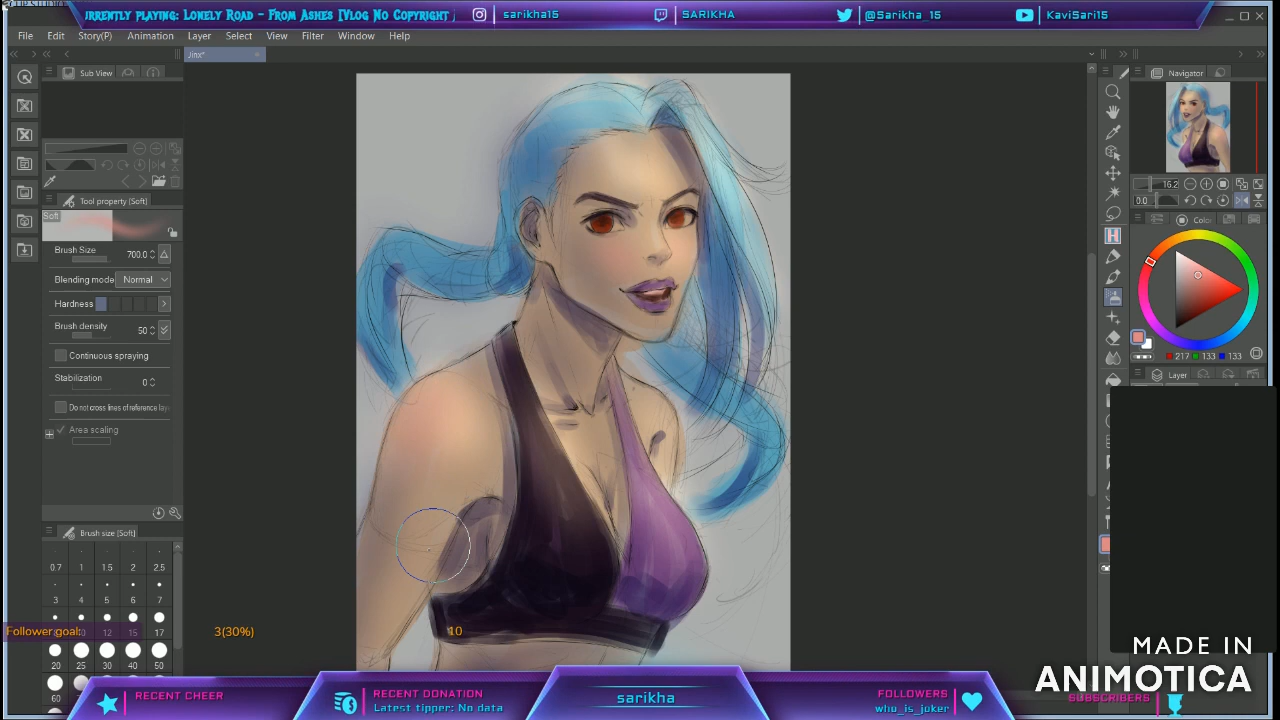 CURRENTLY PLAYING: LONELY ROAD - FROM ASHES [VLOG NO COPYRIGHT
sarikha15
SARIKHA
@Sarikha_15
KaviSari15
File Edit Story(P) Animation Layer Select View Filter Window Help
Jinx*
Sub View
Navigator
16.2
0.0
Tool property [Soft]
Soft
Brush Size 700.0
Blending mode Normal
Hardness
Brush density 50
Continuous spraying
Stabilization 0
Do not cross lines of reference laye
Area scaling
Brush size [Soft]
0.7 1 1.5 2 2.5
3 4 5 6 7
12 15 17
20 25 30 40 50
60
Follower goal:
3(30%)
10
Color
217 133 133
Layer
MADE IN
ANIMOTICA
RECENT CHEER
RECENT DONATION
Latest tipper: No data
sarikha
FOLLOWERS
who_is_joker
SUBSCRIBERS